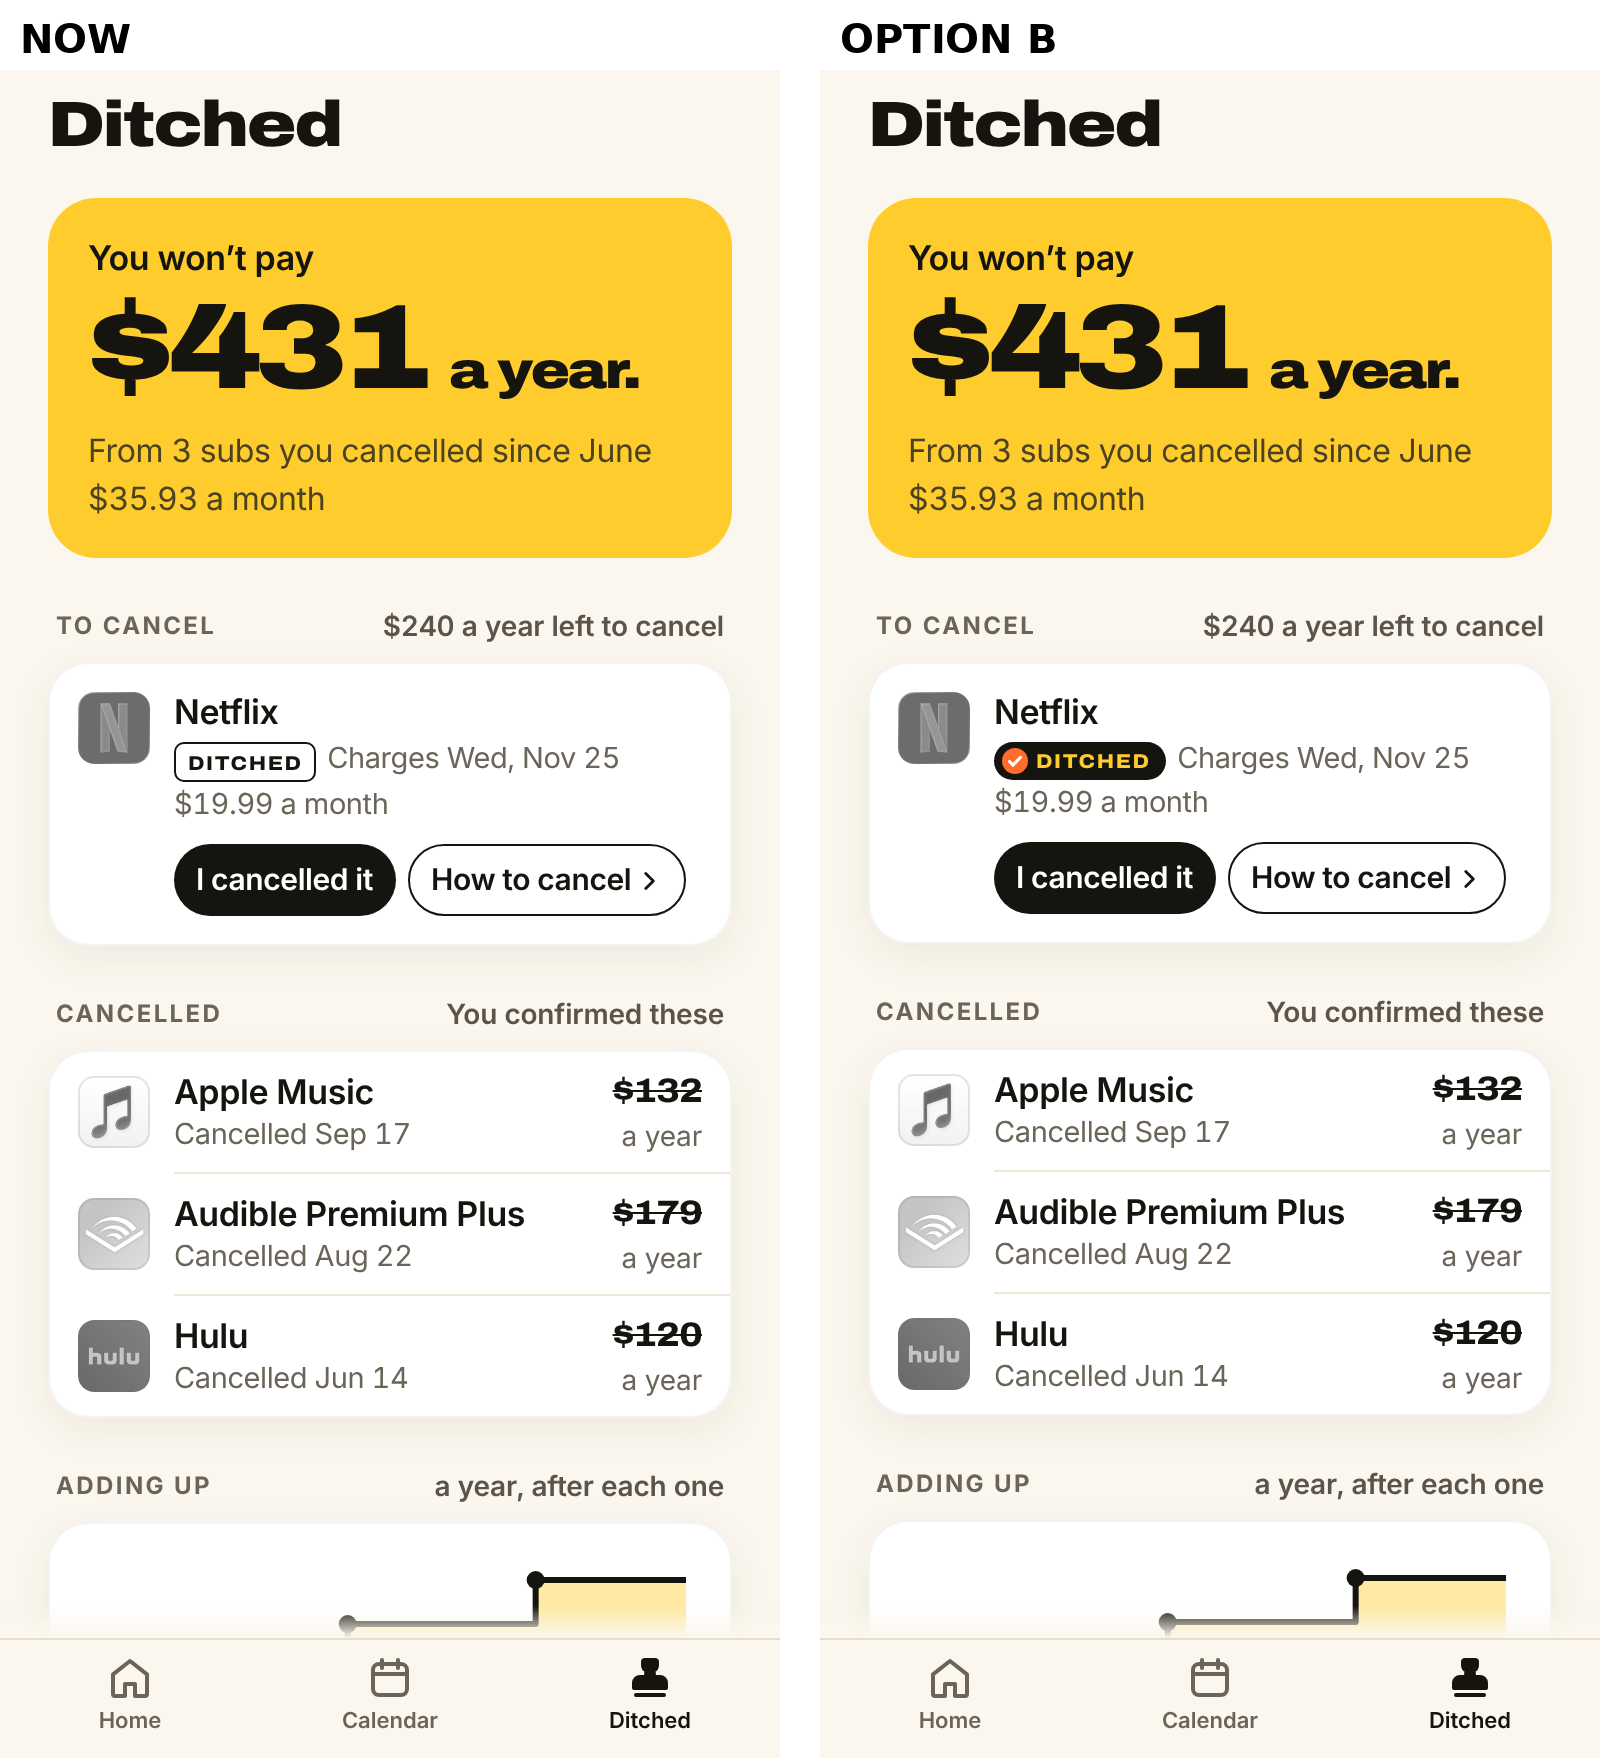 NOW
Ditched
You won’t pay
$431 a year.
From 3 subs you cancelled since June
$35.93 a month
TO CANCEL $240 a year left to cancel
N
Netflix
DITCHED Charges Wed, Nov 25
$19.99 a month
I cancelled it How to cancel
CANCELLED You confirmed these
Apple Music $132
Cancelled Sep 17 a year
Audible Premium Plus $179
Cancelled Aug 22 a year
hulu
Hulu $120
Cancelled Jun 14 a year
ADDING UP a year, after each one
Home Calendar Ditched
OPTION B
Ditched
You won’t pay
$431 a year.
From 3 subs you cancelled since June
$35.93 a month
TO CANCEL $240 a year left to cancel
N
Netflix
DITCHED Charges Wed, Nov 25
$19.99 a month
I cancelled it How to cancel
CANCELLED You confirmed these
Apple Music $132
Cancelled Sep 17 a year
Audible Premium Plus $179
Cancelled Aug 22 a year
hulu
Hulu $120
Cancelled Jun 14 a year
ADDING UP a year, after each one
Home Calendar Ditched